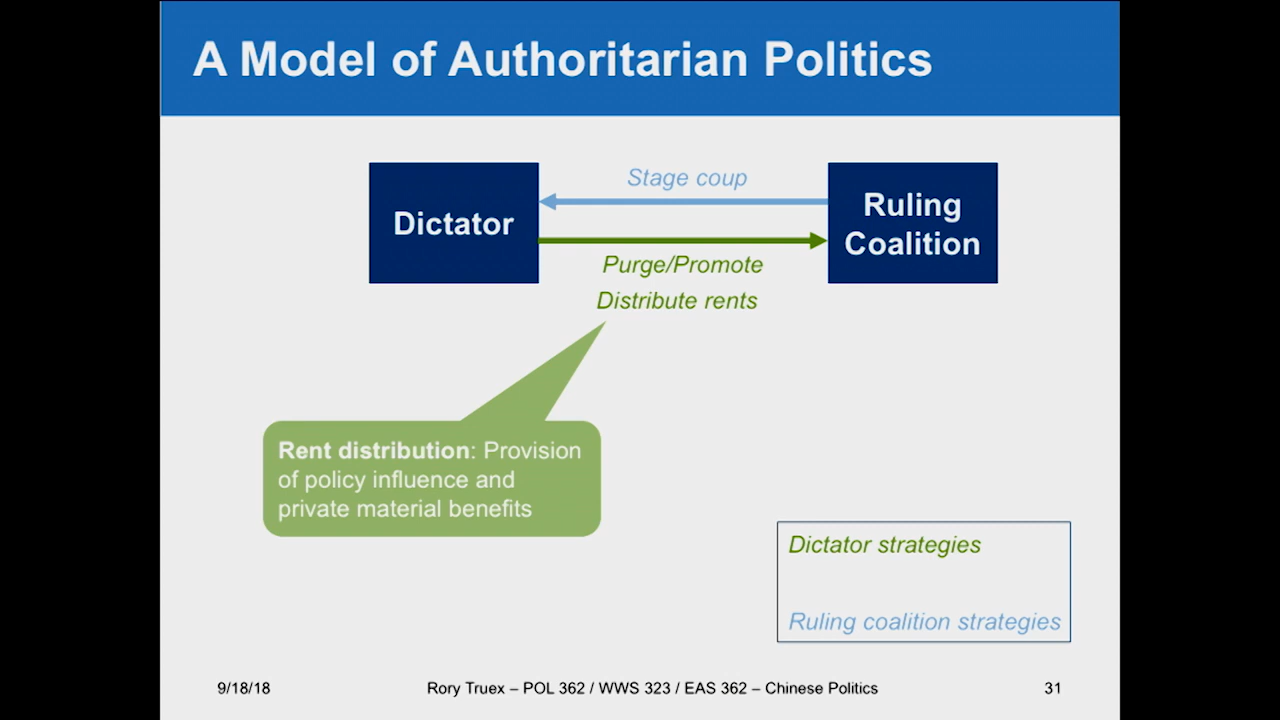 A Model of Authoritarian Politics
Stage coup
Dictator
Ruling
Coalition
Purge/Promote
Distribute rents
Rent distribution: Provision
of policy influence and
private material benefits
Dictator strategies
Ruling coalition strategies
9/18/18
Rory Truex – POL 362 / WWS 323 / EAS 362 – Chinese Politics
31